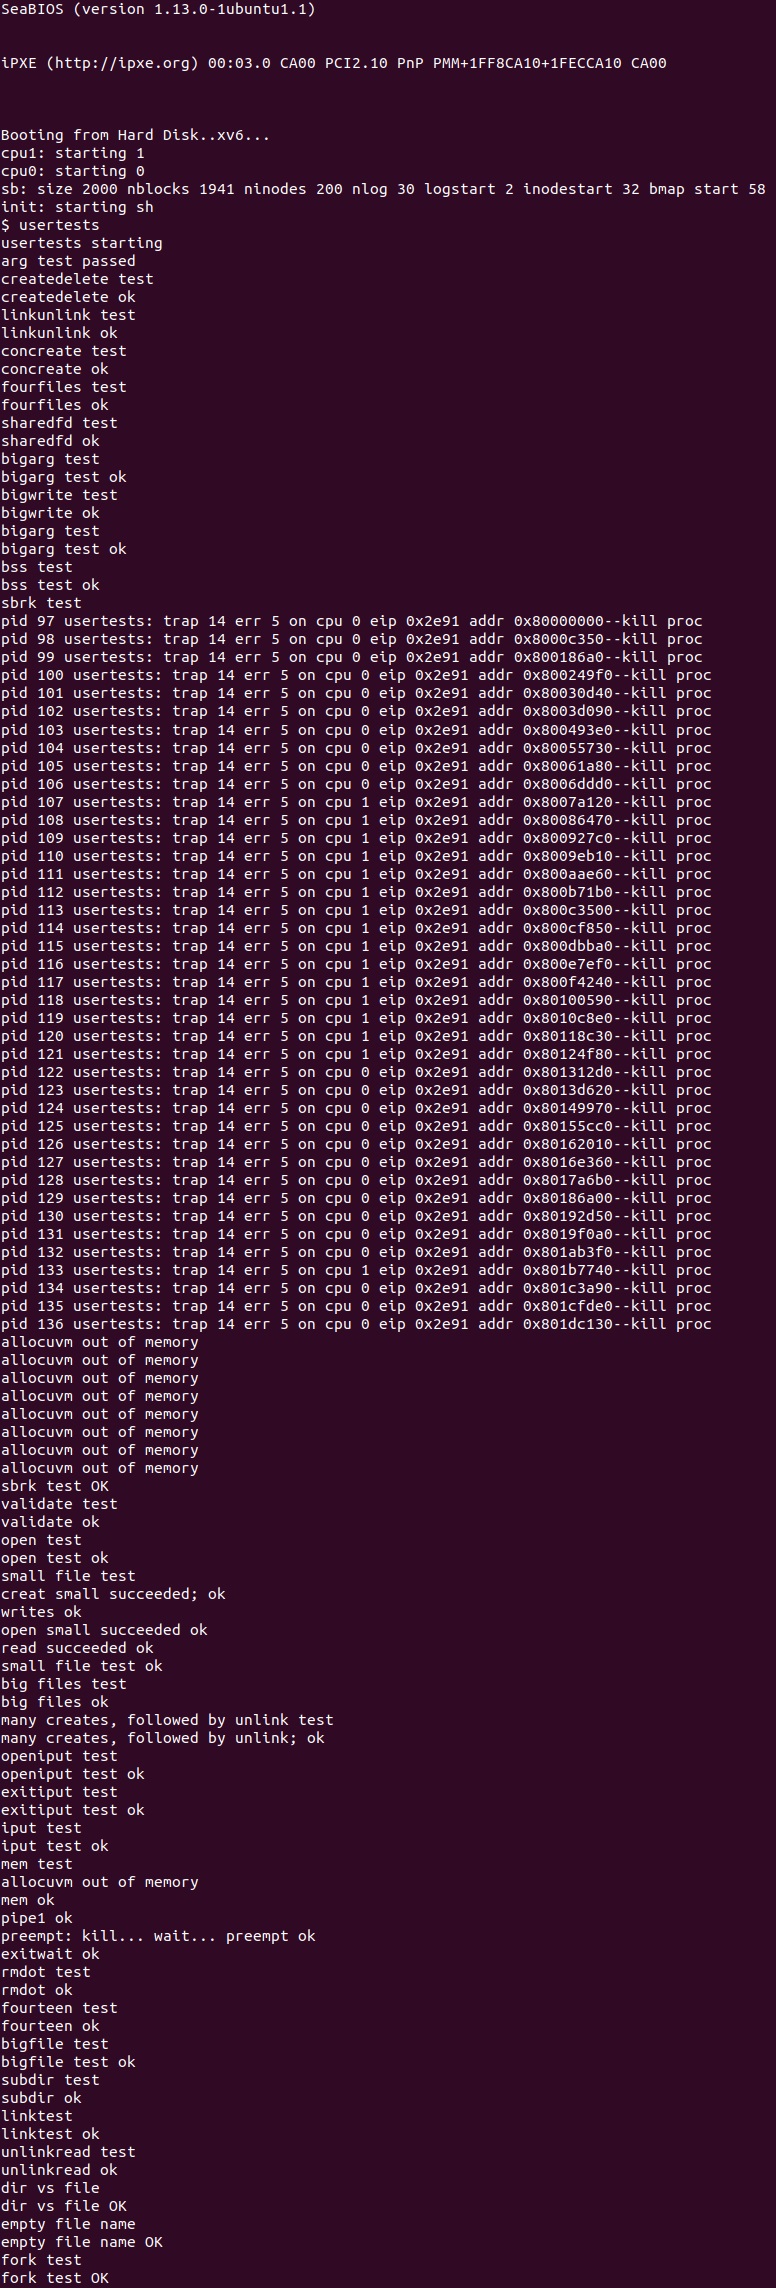 SeaBIOS (version 1.13.0-1ubuntu1.1)
iPXE (http://ipxe.org) 00:03.0 CA00 PCI2.10 PnP PMM+1FF8CA10+1FECCA10 CA00
Booting from Hard Disk..xv6...
cpu1: starting 1
cpu0: starting 0
sb: size 2000 nblocks 1941 ninodes 200 nlog 30 logstart 2 inodestart 32 bmap start 58
init: starting sh
$ usertests
usertests starting
arg test passed
createdelete test
createdelete ok
linkunlink test
linkunlink ok
concreate test
concreate ok
fourfiles test
fourfiles ok
sharedfd test
sharedfd ok
bigarg test
bigarg test ok
bigwrite test
bigwrite ok
bigarg test
bigarg test ok
bss test
bss test ok
sbrk test
pid 97 usertests: trap 14 err 5 on cpu 0 eip 0x2e91 addr 0x80000000--kill proc
pid 98 usertests: trap 14 err 5 on cpu 0 eip 0x2e91 addr 0x8000c350--kill proc
pid 99 usertests: trap 14 err 5 on cpu 0 eip 0x2e91 addr 0x800186a0--kill proc
pid 100 usertests: trap 14 err 5 on cpu 0 eip 0x2e91 addr 0x800249f0--kill proc
pid 101 usertests: trap 14 err 5 on cpu 0 eip 0x2e91 addr 0x80030d40--kill proc
pid 102 usertests: trap 14 err 5 on cpu 0 eip 0x2e91 addr 0x8003d090--kill proc
pid 103 usertests: trap 14 err 5 on cpu 0 eip 0x2e91 addr 0x800493e0--kill proc
pid 104 usertests: trap 14 err 5 on cpu 0 eip 0x2e91 addr 0x80055730--kill proc
pid 105 usertests: trap 14 err 5 on cpu 0 eip 0x2e91 addr 0x80061a80--kill proc
pid 106 usertests: trap 14 err 5 on cpu 0 eip 0x2e91 addr 0x8006ddd0--kill proc
pid 107 usertests: trap 14 err 5 on cpu 1 eip 0x2e91 addr 0x8007a120--kill proc
pid 108 usertests: trap 14 err 5 on cpu 1 eip 0x2e91 addr 0x80086470--kill proc
pid 109 usertests: trap 14 err 5 on cpu 1 eip 0x2e91 addr 0x800927c0--kill proc
pid 110 usertests: trap 14 err 5 on cpu 1 eip 0x2e91 addr 0x8009eb10--kill proc
pid 111 usertests: trap 14 err 5 on cpu 1 eip 0x2e91 addr 0x800aae60--kill proc
pid 112 usertests: trap 14 err 5 on cpu 1 eip 0x2e91 addr 0x800b71b0--kill proc
pid 113 usertests: trap 14 err 5 on cpu 1 eip 0x2e91 addr 0x800c3500--kill proc
pid 114 usertests: trap 14 err 5 on cpu 1 eip 0x2e91 addr 0x800cf850--kill proc
pid 115 usertests: trap 14 err 5 on cpu 1 eip 0x2e91 addr 0x800dbba0--kill proc
pid 116 usertests: trap 14 err 5 on cpu 1 eip 0x2e91 addr 0x800e7ef0--kill proc
pid 117 usertests: trap 14 err 5 on cpu 1 eip 0x2e91 addr 0x800f4240--kill proc
pid 118 usertests: trap 14 err 5 on cpu 1 eip 0x2e91 addr 0x80100590--kill proc
pid 119 usertests: trap 14 err 5 on cpu 1 eip 0x2e91 addr 0x8010c8e0--kill proc
pid 120 usertests: trap 14 err 5 on cpu 1 eip 0x2e91 addr 0x80118c30--kill proc
pid 121 usertests: trap 14 err 5 on cpu 1 eip 0x2e91 addr 0x80124f80--kill proc
pid 122 usertests: trap 14 err 5 on cpu 0 eip 0x2e91 addr 0x801312d0--kill proc
pid 123 usertests: trap 14 err 5 on cpu 0 eip 0x2e91 addr 0x8013d620--kill proc
pid 124 usertests: trap 14 err 5 on cpu 0 eip 0x2e91 addr 0x80149970--kill proc
pid 125 usertests: trap 14 err 5 on cpu 0 eip 0x2e91 addr 0x80155cc0--kill proc
pid 126 usertests: trap 14 err 5 on cpu 0 eip 0x2e91 addr 0x80162010--kill proc
pid 127 usertests: trap 14 err 5 on cpu 0 eip 0x2e91 addr 0x8016e360--kill proc
pid 128 usertests: trap 14 err 5 on cpu 0 eip 0x2e91 addr 0x8017a6b0--kill proc
pid 129 usertests: trap 14 err 5 on cpu 0 eip 0x2e91 addr 0x80186a00--kill proc
pid 130 usertests: trap 14 err 5 on cpu 0 eip 0x2e91 addr 0x80192d50--kill proc
pid 131 usertests: trap 14 err 5 on cpu 0 eip 0x2e91 addr 0x8019f0a0--kill proc
pid 132 usertests: trap 14 err 5 on cpu 0 eip 0x2e91 addr 0x801ab3f0--kill proc
pid 133 usertests: trap 14 err 5 on cpu 1 eip 0x2e91 addr 0x801b7740--kill proc
pid 134 usertests: trap 14 err 5 on cpu 0 eip 0x2e91 addr 0x801c3a90--kill proc
pid 135 usertests: trap 14 err 5 on cpu 0 eip 0x2e91 addr 0x801cfde0--kill proc
pid 136 usertests: trap 14 err 5 on cpu 0 eip 0x2e91 addr 0x801dc130--kill proc
allocuvm out of memory
allocuvm out of memory
allocuvm out of memory
allocuvm out of memory
allocuvm out of memory
allocuvm out of memory
allocuvm out of memory
allocuvm out of memory
sbrk test OK
validate test
validate ok
open test
open test ok
small file test
creat small succeeded; ok
writes ok
open small succeeded ok
read succeeded ok
small file test ok
big files test
big files ok
many creates, followed by unlink test
many creates, followed by unlink; ok
openiput test
openiput test ok
exitiput test
exitiput test ok
iput test
iput test ok
mem test
allocuvm out of memory
mem ok
pipe1 ok
preempt: kill... wait... preempt ok
exitwait ok
rmdot test
rmdot ok
fourteen test
fourteen ok
bigfile test
bigfile test ok
subdir test
subdir ok
linktest
linktest ok
unlinkread test
unlinkread ok
dir vs file
dir vs file OK
empty file name
empty file name OK
fork test
fork test OK